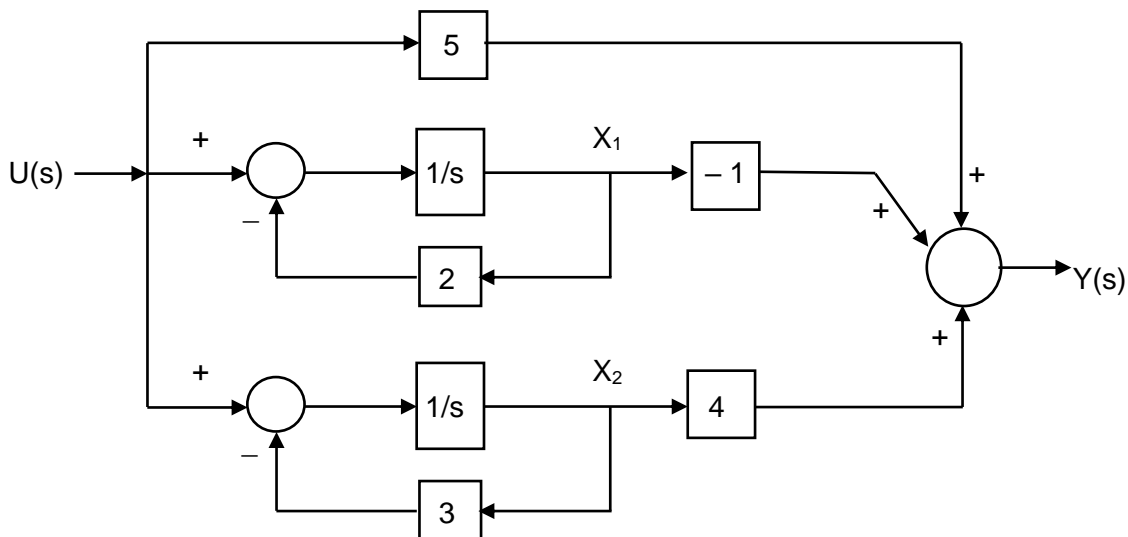 5
+ X₁ +
U(s) 1/s – 1
– +
2 Y(s)
+ X₂ +
1/s 4
–
3